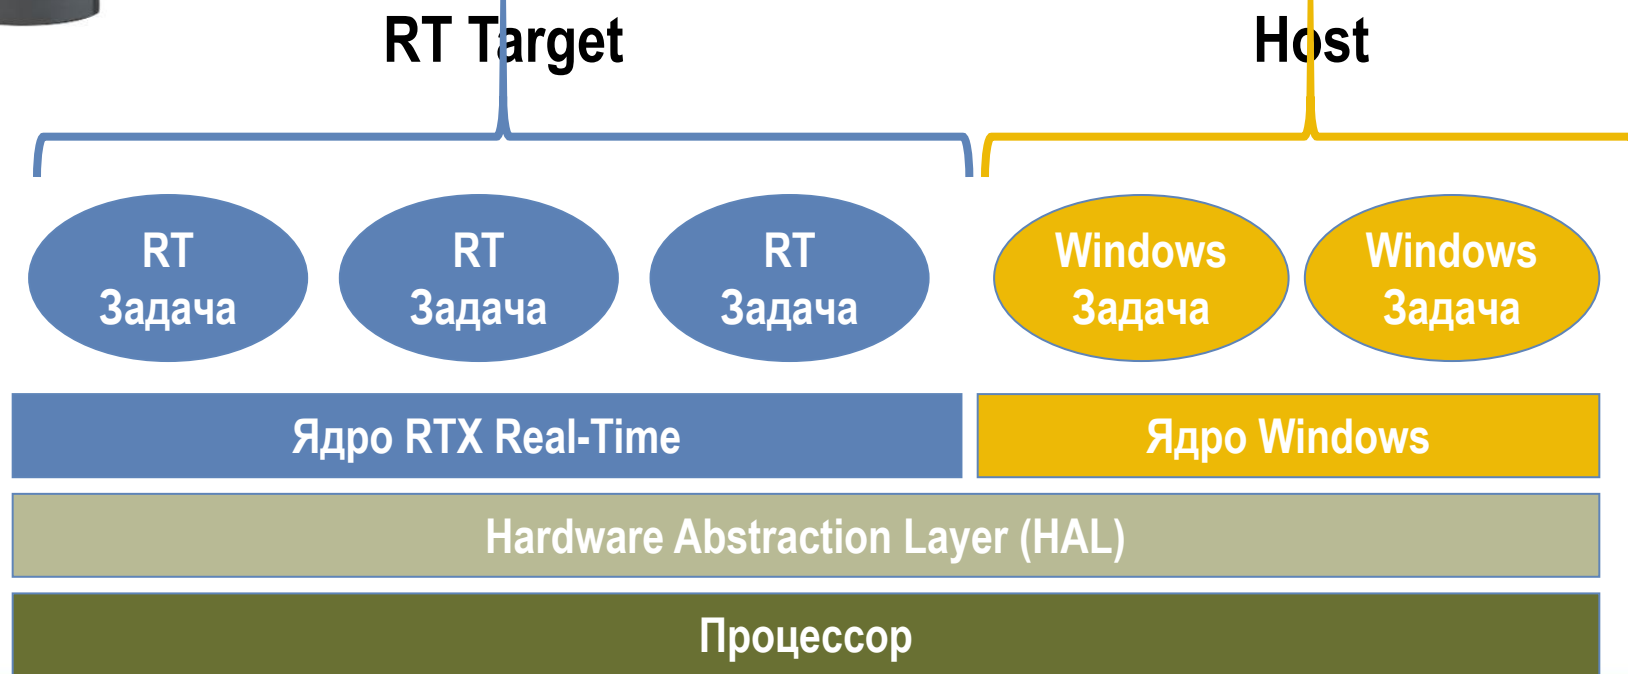 RT Target
Host
RT
Задача
RT
Задача
RT
Задача
Windows
Задача
Windows
Задача
Ядро RTX Real-Time
Ядро Windows
Hardware Abstraction Layer (HAL)
Процессор